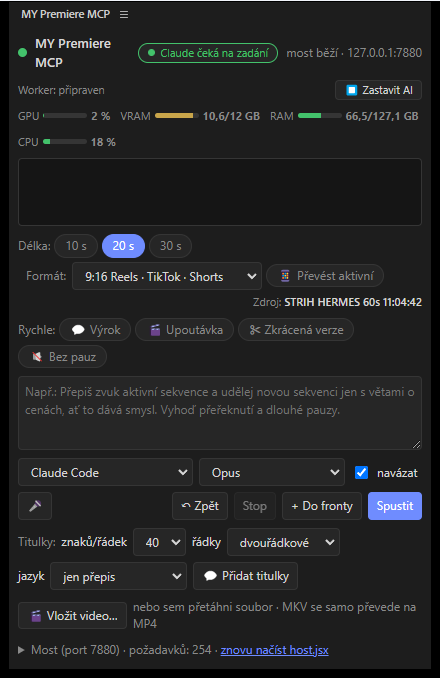 MY Premiere MCP ☰
MY Premiere MCP
Claude čeká na zadání
most běží · 127.0.0.1:7880
Worker: připraven
Zastavit AI
GPU 2 % VRAM 10,6/12 GB RAM 66,5/127,1 GB
CPU 18 %
Délka: 10 s 20 s 30 s
Formát: 9:16 Reels · TikTok · Shorts Převést aktivní
Zdroj: STRIH HERMES 60s 11:04:42
Rychle: Výrok Upoutávka Zkrácená verze
Bez pauz
Např.: Přepiš zvuk aktivní sekvence a udělej novou sekvenci jen s větami o
cenách, ať to dává smysl. Vyhoď přeřeknutí a dlouhé pauzy.
Claude Code Opus navázat
Zpět Stop + Do fronty Spustit
Titulky: znaků/řádek 40 řádky dvouřádkové
jazyk jen přepis Přidat titulky
Vložit video... nebo sem přetáhni soubor · MKV se samo převede na
MP4
Most (port 7880) · požadavků: 254 · znovu načíst host.jsx